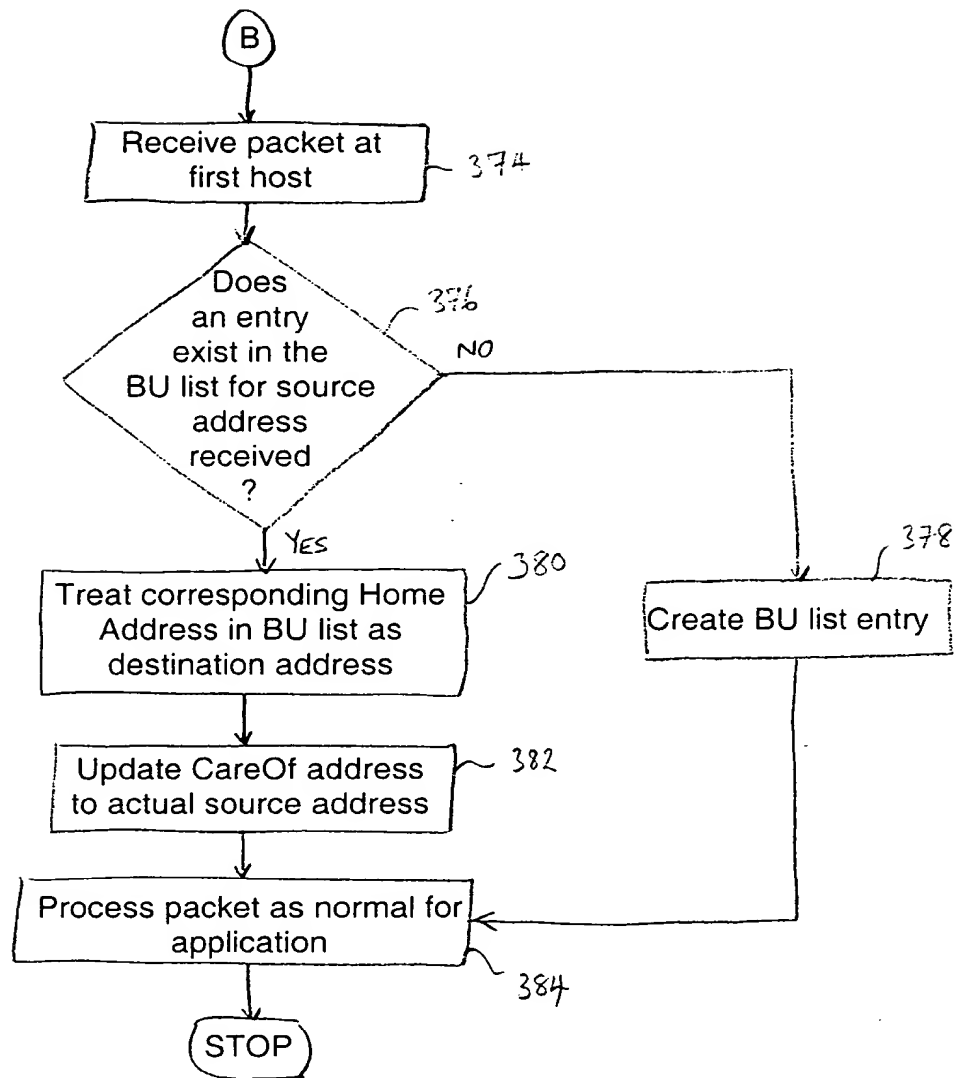 B
Receive packet at
first host
374
Does
an entry
exist in the
BU list for source
address
received
?
376
NO
YES
378
Create BU list entry
380
Treat corresponding Home
Address in BU list as
destination address
382
Update CareOf address
to actual source address
Process packet as normal for
application
384
STOP